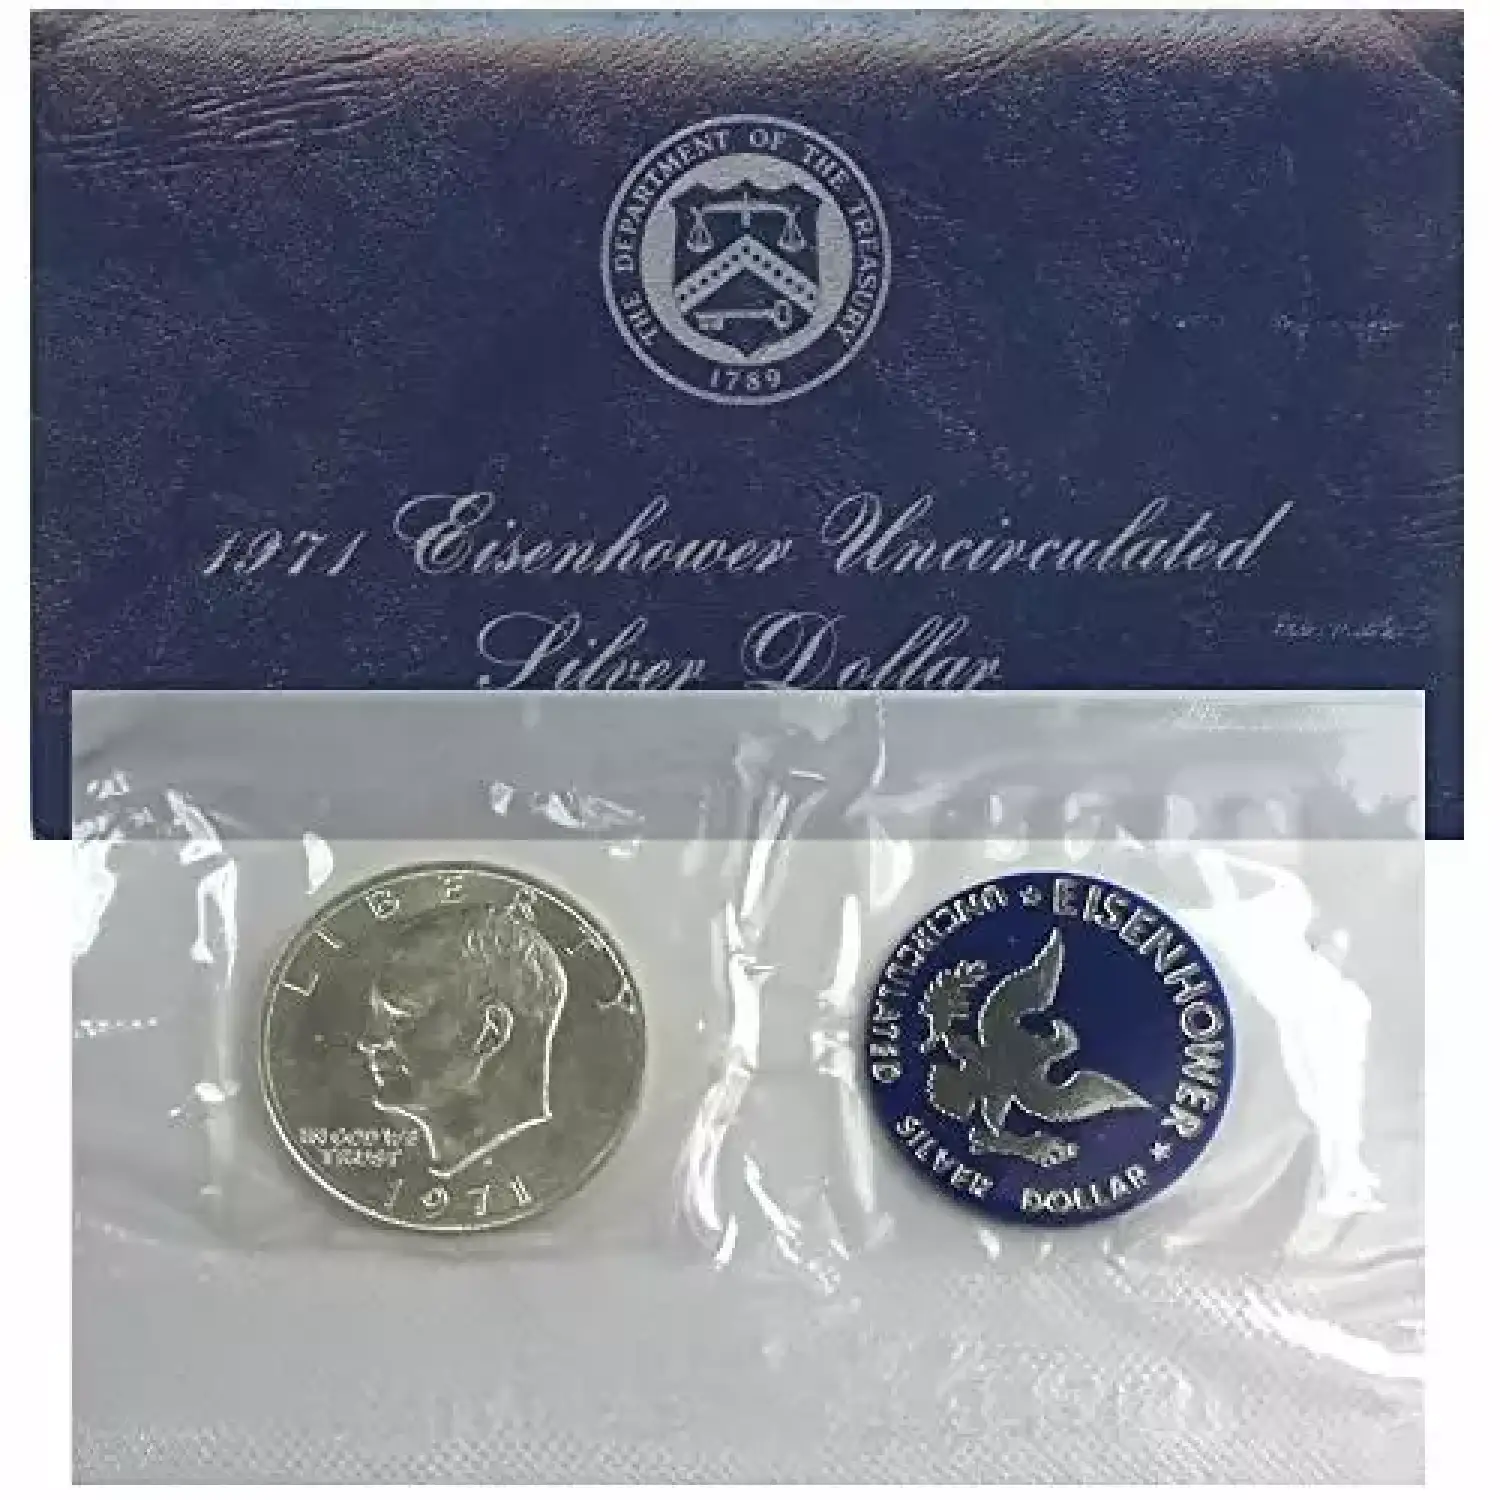 THE DEPARTMENT OF THE TREASURY
1789
1971 Eisenhower Uncirculated
Silver Dollar
LIBERTY
IN GOD WE
TRUST
1971
EISENHOWER
UNCIRCULATED SILVER DOLLAR